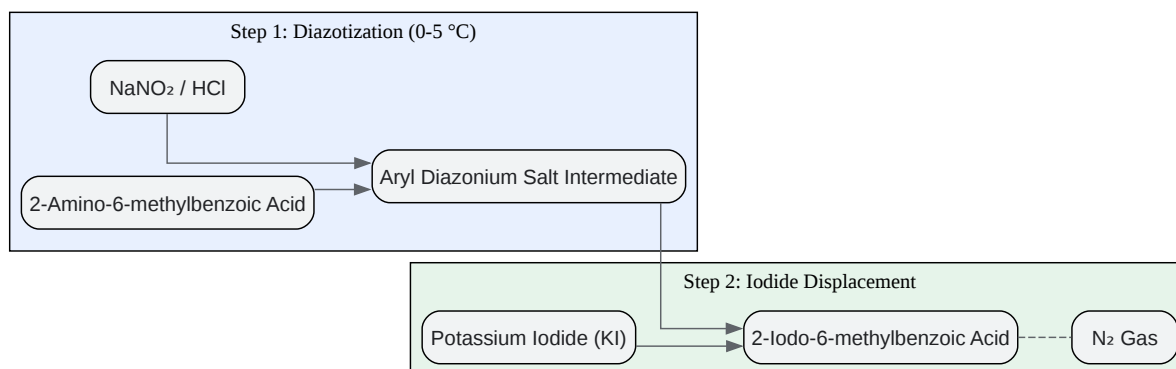 Step 1: Diazotization (0-5 °C)
NaNO₂ / HCl
Aryl Diazonium Salt Intermediate
2-Amino-6-methylbenzoic Acid
Step 2: Iodide Displacement
Potassium Iodide (KI)
2-Iodo-6-methylbenzoic Acid
N₂ Gas